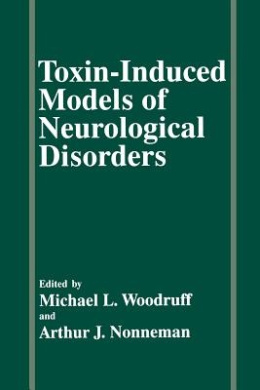 Toxin-Induced
Models of
Neurological
Disorders
Edited by
Michael L. Woodruff
and
Arthur J. Nonneman